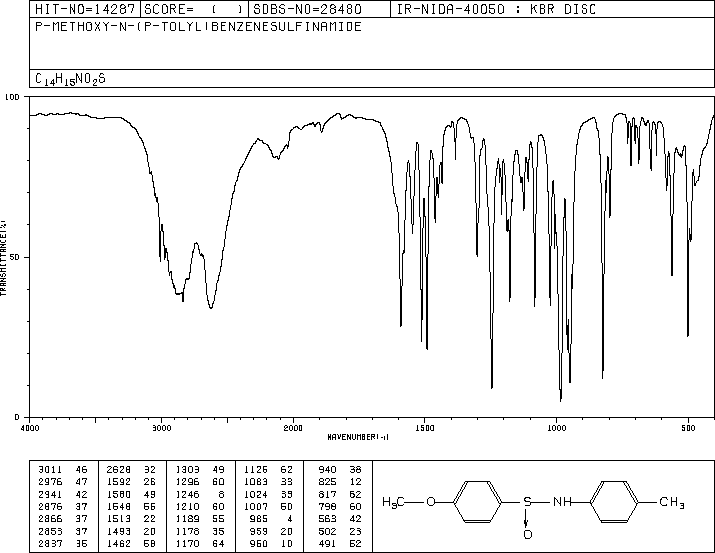 HIT-NO=14287 SCORE= ( ) SDBS-NO=28480 IR-NIDA-40050 : KBR DISC
P-METHOXY-N-(P-TOLYL)BENZENESULFINAMIDE
C14H15NO2S
100
50
0
TRANSMITTANCE(%)
4000 3000 2000 1500 1000 500
WAVENUMBER(-1)
3011 46 2628 32 1303 49 1126 62 940 38
2976 47 1592 26 1296 60 1083 33 825 12
2941 42 1580 49 1246 8 1024 39 817 62
2876 37 1548 56 1210 60 1007 50 798 60
2866 37 1513 22 1189 55 985 4 563 42
2853 37 1493 20 1178 35 959 20 502 23
2837 35 1462 58 1170 64 950 10 491 52
H3C O S NH CH3
O